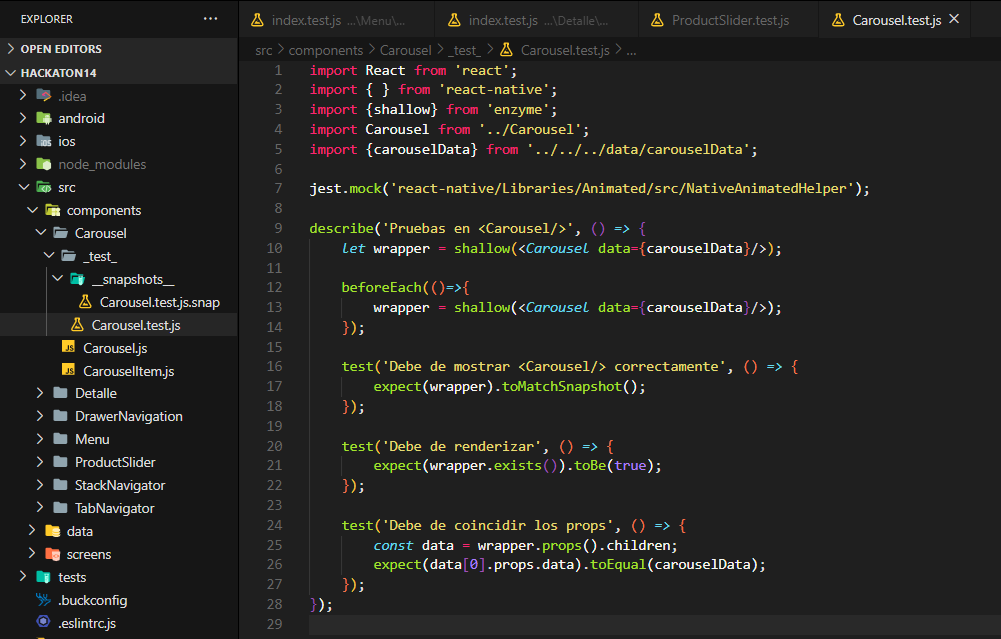 EXPLORER ...
OPEN EDITORS
HACKATON14
.idea
android
ios
node_modules
src
components
Carousel
_test_
__snapshots__
Carousel.test.js.snap
Carousel.test.js
JS Carousel.js
JS CarouselItem.js
Detalle
DrawerNavigation
Menu
ProductSlider
StackNavigator
TabNavigator
data
screens
tests
.buckconfig
.eslintrc.js
index.test.js ...\Menu\... index.test.js ...\Detalle\... ProductSlider.test.js Carousel.test.js
src > components > Carousel > _test_ > Carousel.test.js > ...
1 import React from 'react';
2 import { } from 'react-native';
3 import {shallow} from 'enzyme';
4 import Carousel from '../Carousel';
5 import {carouselData} from '../../../data/carouselData';
6
7 jest.mock('react-native/Libraries/Animated/src/NativeAnimatedHelper');
8
9 describe('Pruebas en <Carousel/>', () => {
10 let wrapper = shallow(<Carousel data={carouselData}/>);
11
12 beforeEach(()=>{
13 wrapper = shallow(<Carousel data={carouselData}/>);
14 });
15
16 test('Debe de mostrar <Carousel/> correctamente', () => {
17 expect(wrapper).toMatchSnapshot();
18 });
19
20 test('Debe de renderizar', () => {
21 expect(wrapper.exists()).toBe(true);
22 });
23
24 test('Debe de coincidir los props', () => {
25 const data = wrapper.props().children;
26 expect(data[0].props.data).toEqual(carouselData);
27 });
28 });
29